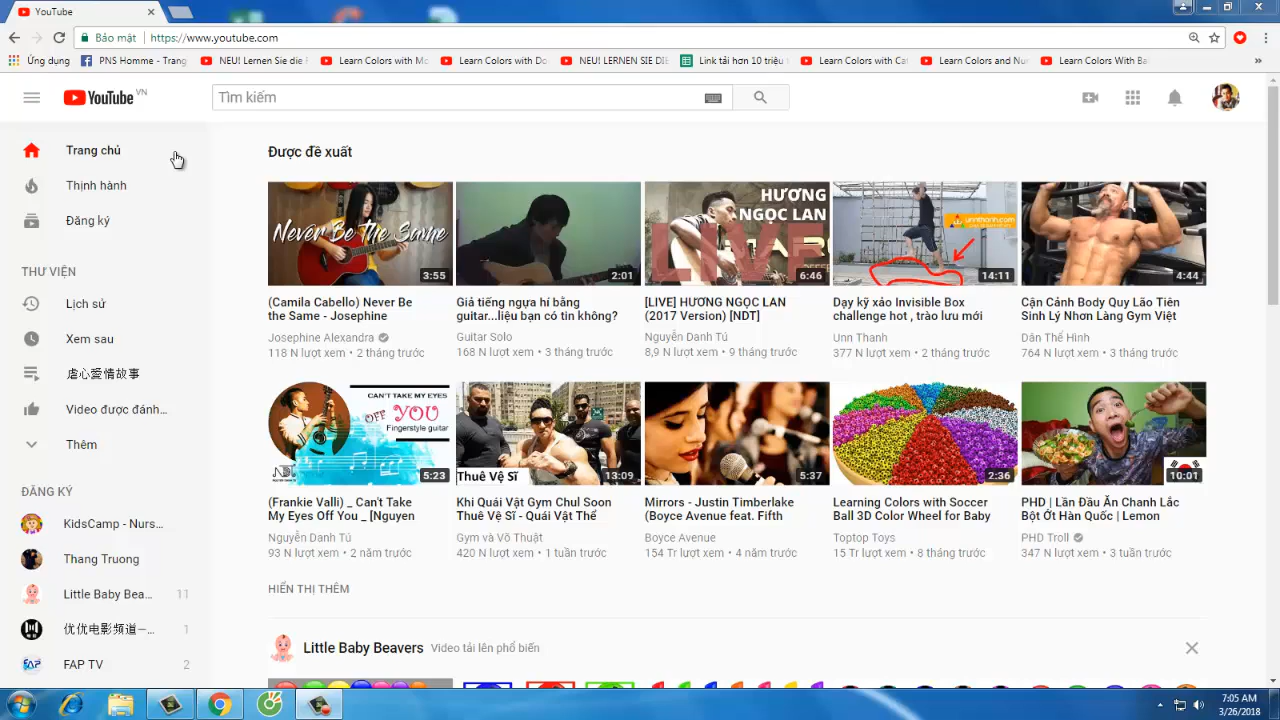 YouTube
Bảo mật
https://www.youtube.com
Ứng dụng
PNS Homme - Trang
NEU! Lernen Sie die
Learn Colors with Mo
Learn Colors with Do
NEU! LERNEN SIE DIE
Link tải hơn 10 triệu
Learn Colors with Ca
Learn Colors and Nu
Learn Colors With Ba
YouTube VN
Tìm kiếm
Trang chủ
Thịnh hành
Đăng ký
THƯ VIỆN
Lịch sử
Xem sau
虐心愛情故事
Video được đánh...
Thêm
ĐĂNG KÝ
KidsCamp - Nurs...
Thang Truong
Little Baby Bea... 11
优优电影频道–... 1
FAP TV 2
Được đề xuất
Never Be The Same
3:55
(Camila Cabello) Never Be
the Same - Josephine
Josephine Alexandra
118 N lượt xem • 2 tháng trước
2:01
Giả tiếng ngựa hí bằng
guitar...liệu bạn có tin không?
Guitar Solo
168 N lượt xem • 3 tháng trước
HƯƠNG
NGỌC LAN
LIVE
6:46
[LIVE] HƯƠNG NGỌC LAN
(2017 Version) [NDT]
Nguyễn Danh Tú
8,9 N lượt xem • 9 tháng trước
unnthanh.com
14:11
Dạy kỹ xảo Invisible Box
challenge hot , trào lưu mới
Unn Thanh
377 N lượt xem • 2 tháng trước
4:44
Cận Cảnh Body Quy Lão Tiên
Sinh Lý Nhơn Làng Gym Việt
Dân Thể Hình
764 N lượt xem • 3 tháng trước
CAN'T TAKE MY EYES
OFF YOU
Fingerstyle guitar
5:23
(Frankie Valli) _ Can't Take
My Eyes Off You _ [Nguyen
Nguyễn Danh Tú
93 N lượt xem • 2 năm trước
Thuê Vệ Sĩ
13:09
Khi Quái Vật Gym Chul Soon
Thuê Vệ Sĩ - Quái Vật Thể
Gym và Võ Thuật
420 N lượt xem • 1 tuần trước
5:37
Mirrors - Justin Timberlake
(Boyce Avenue feat. Fifth
Boyce Avenue
154 Tr lượt xem • 4 năm trước
2:36
Learning Colors with Soccer
Ball 3D Color Wheel for Baby
Toptop Toys
15 Tr lượt xem • 8 tháng trước
10:01
PHD | Lần Đầu Ăn Chanh Lắc
Bột Ớt Hàn Quốc | Lemon
PHD Troll
347 N lượt xem • 3 tuần trước
HIỂN THỊ THÊM
Little Baby Beavers Video tải lên phổ biến
7:05 AM
3/26/2018